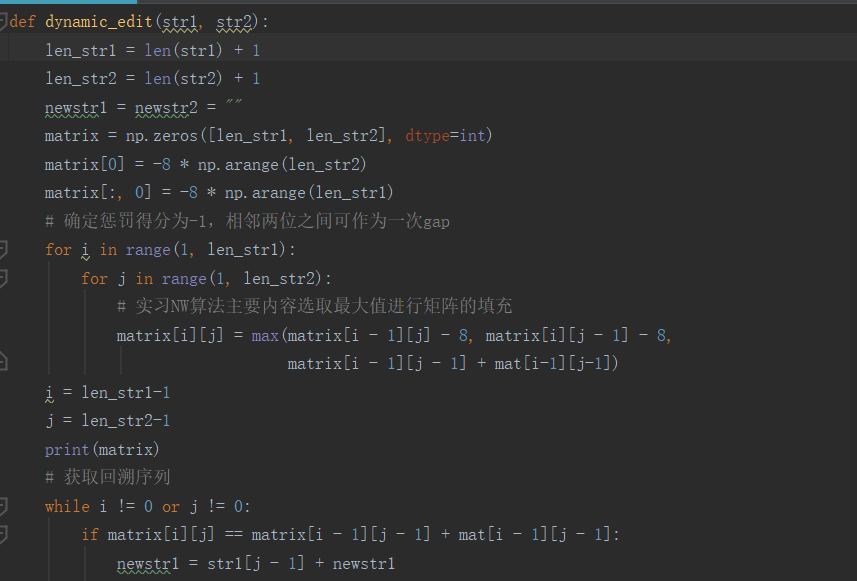 def dynamic_edit(str1, str2):
    len_str1 = len(str1) + 1
    len_str2 = len(str2) + 1
    newstr1 = newstr2 = ""
    matrix = np.zeros([len_str1, len_str2], dtype=int)
    matrix[0] = -8 * np.arange(len_str2)
    matrix[:, 0] = -8 * np.arange(len_str1)
    # 确定惩罚得分为-1，相邻两位之间可作为一次gap
    for i in range(1, len_str1):
        for j in range(1, len_str2):
            # 实习NW算法主要内容选取最大值进行矩阵的填充
            matrix[i][j] = max(matrix[i - 1][j] - 8, matrix[i][j - 1] - 8,
                               matrix[i - 1][j - 1] + mat[i-1][j-1])
    i = len_str1-1
    j = len_str2-1
    print(matrix)
    # 获取回溯序列
    while i != 0 or j != 0:
        if matrix[i][j] == matrix[i - 1][j - 1] + mat[i - 1][j - 1]:
            newstr1 = str1[j - 1] + newstr1